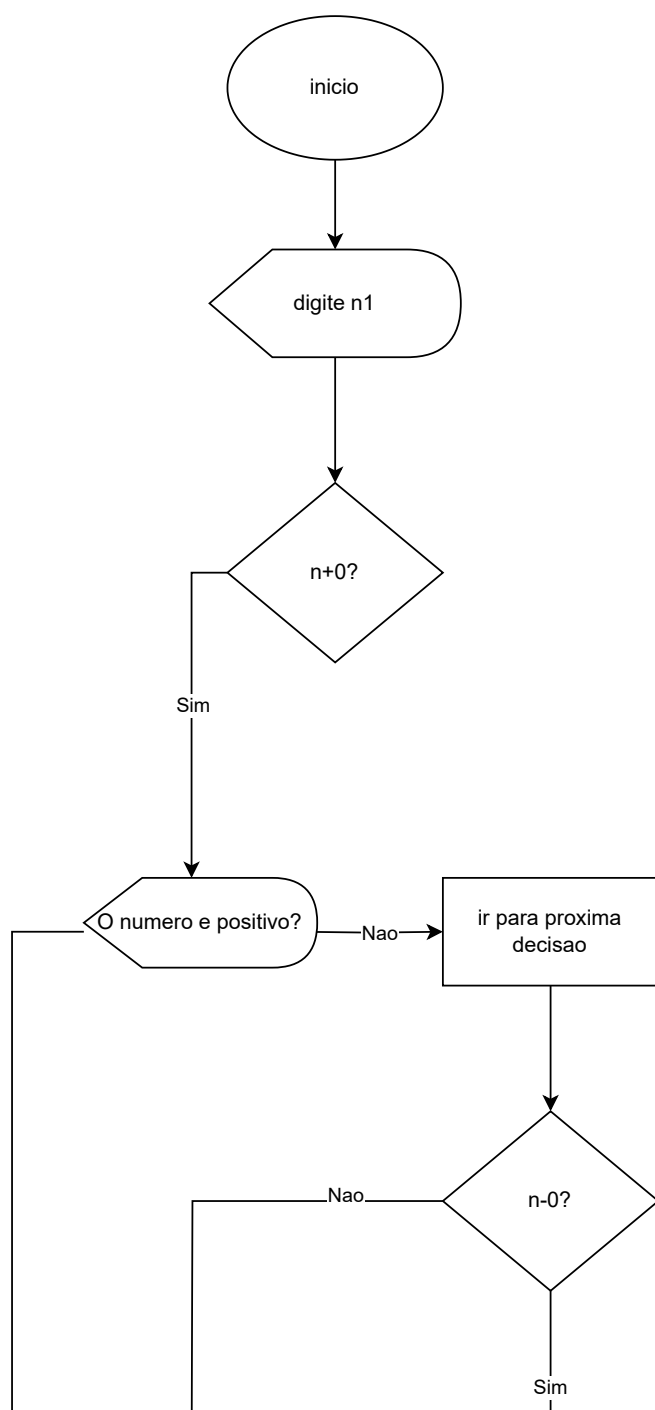 inicio
digite n1
n+0?
Sim
O numero e positivo?
Nao
ir para proxima
decisao
Nao
n-0?
Sim